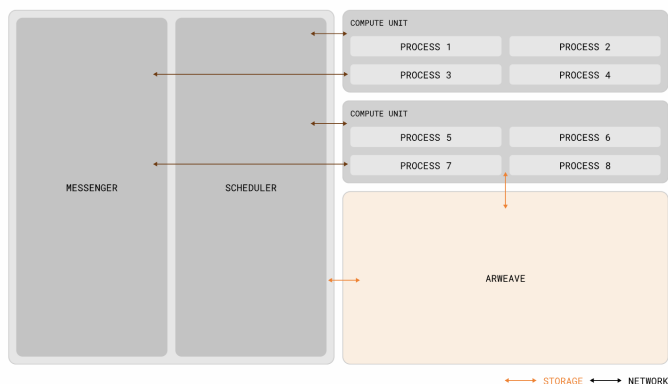 COMPUTE UNIT
PROCESS 1 PROCESS 2
PROCESS 3 PROCESS 4
COMPUTE UNIT
PROCESS 5 PROCESS 6
PROCESS 7 PROCESS 8
MESSENGER SCHEDULER
ARWEAVE
STORAGE NETWORK